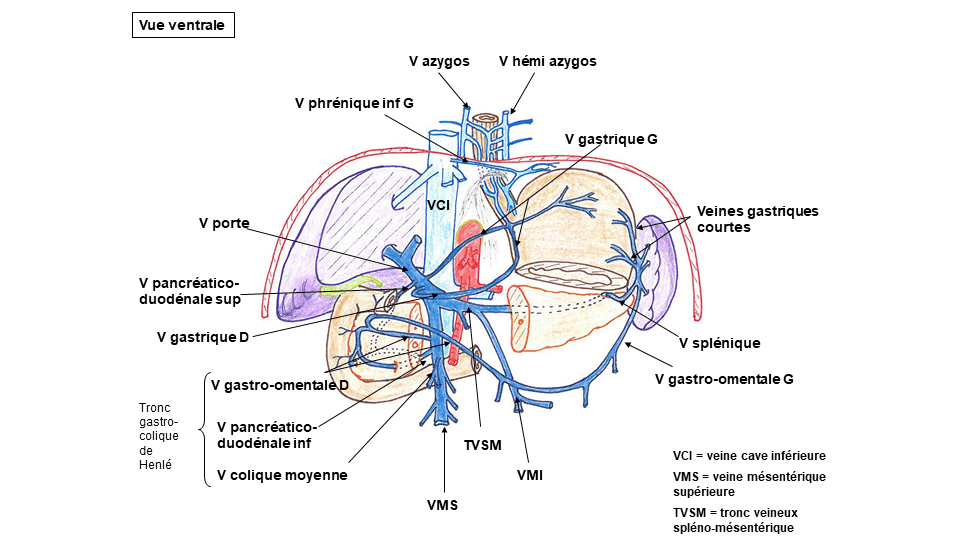 Vue ventrale
V azygos
V hémi azygos
V phrénique inf G
V gastrique G
VCI
V porte
Veines gastriques
courtes
V pancréatico-
duodénale sup
V gastrique D
V splénique
V gastro-omentale G
V gastro-omentale D
Tronc
gastro-
colique
de
Henlé
V pancréatico-
duodénale inf
V colique moyenne
TVSM
VMI
VMS
VCI = veine cave inférieure
VMS = veine mésentérique
supérieure
TVSM = tronc veineux
spléno-mésentérique